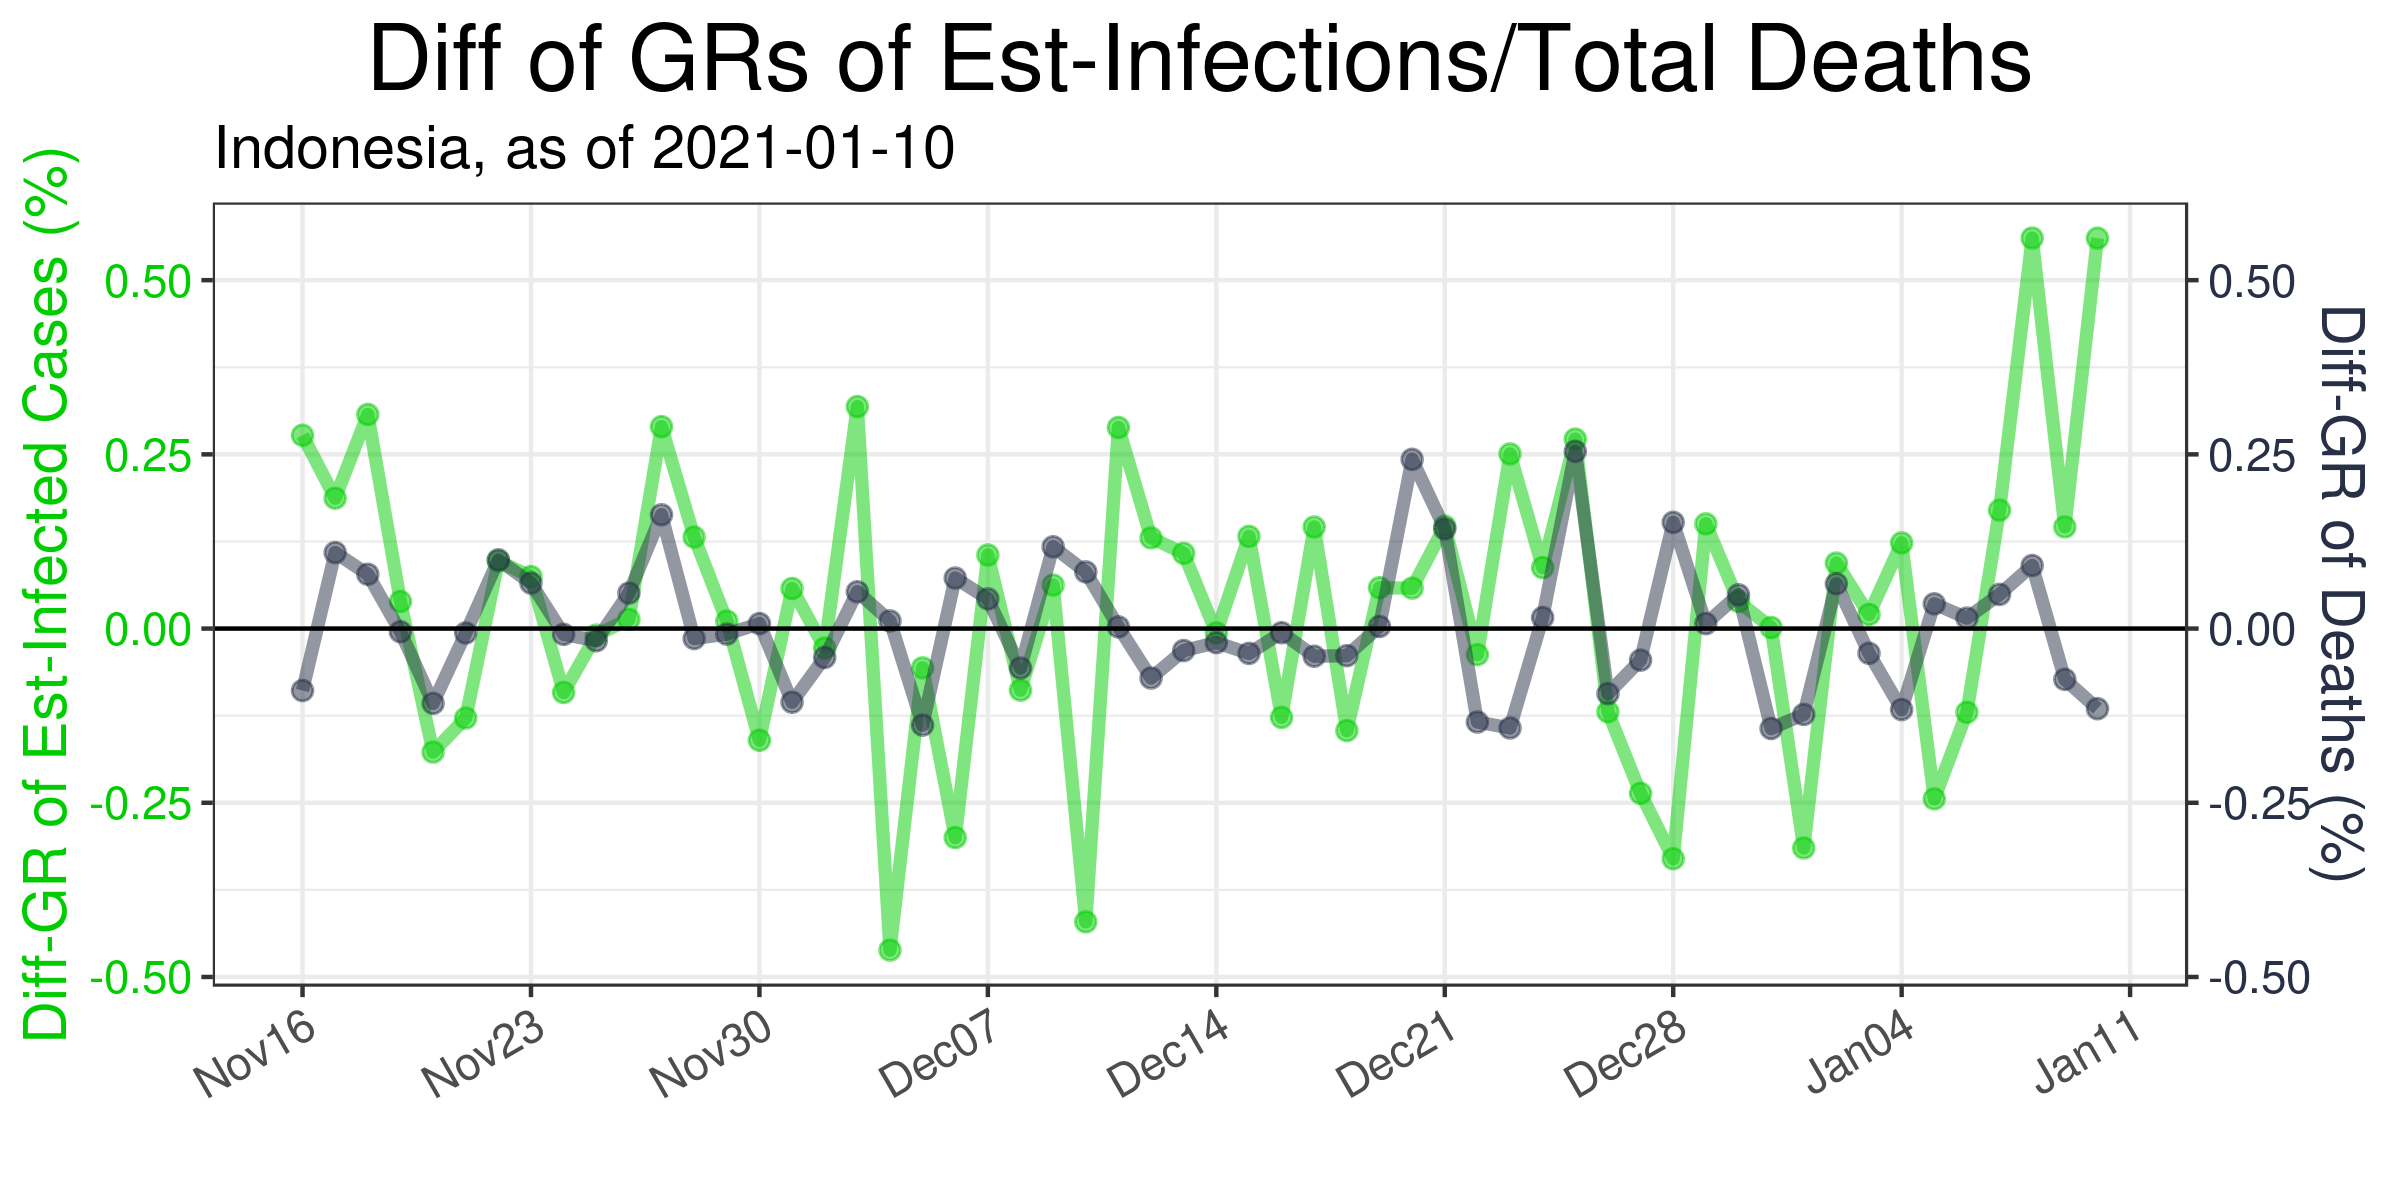 Diff of GRs of Est-Infections/Total Deaths
Indonesia, as of 2021-01-10
Diff-GR of Est-Infected Cases (%)
0.50
0.25
0.00
-0.25
-0.50
0.50
0.25
0.00
-0.25
-0.50
Diff-GR of Deaths (%)
Nov16
Nov23
Nov30
Dec07
Dec14
Dec21
Dec28
Jan04
Jan11